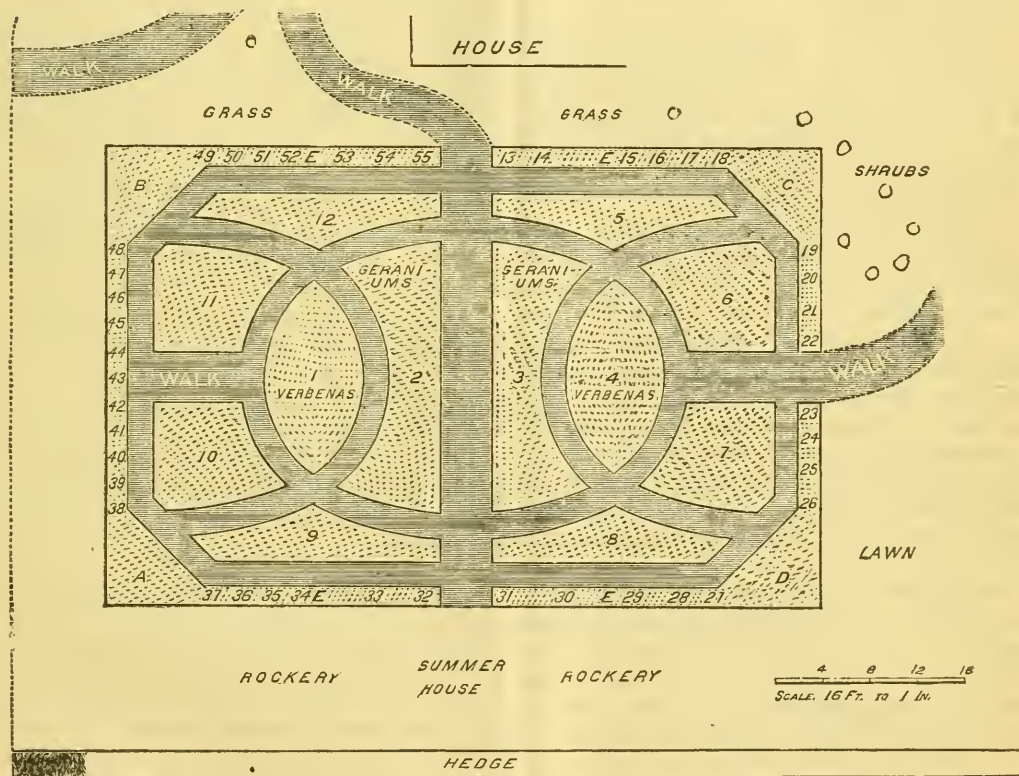 HOUSE
WALK
WALK
GRASS
GRASS
SHRUBS
49 50 51 52 E 53 54 55
13 14 E 15 16 17 18
B
C
12
5
48
47
46
45
44
43
42
41
40
39
38
19
20
21
22
23
24
25
26
GERANI-
UMS
GERANI-
UMS
11
6
1
VERBENAS.
2
3
4
VERBENAS.
WALK
WALK
10
7
9
8
A
D
LAWN
37 36 35 34 E 33 32
31 30 E 29 28 27
ROCKERY
SUMMER
HOUSE
ROCKERY
4 8 12 16
SCALE. 16 FT. TO 1 IN.
HEDGE